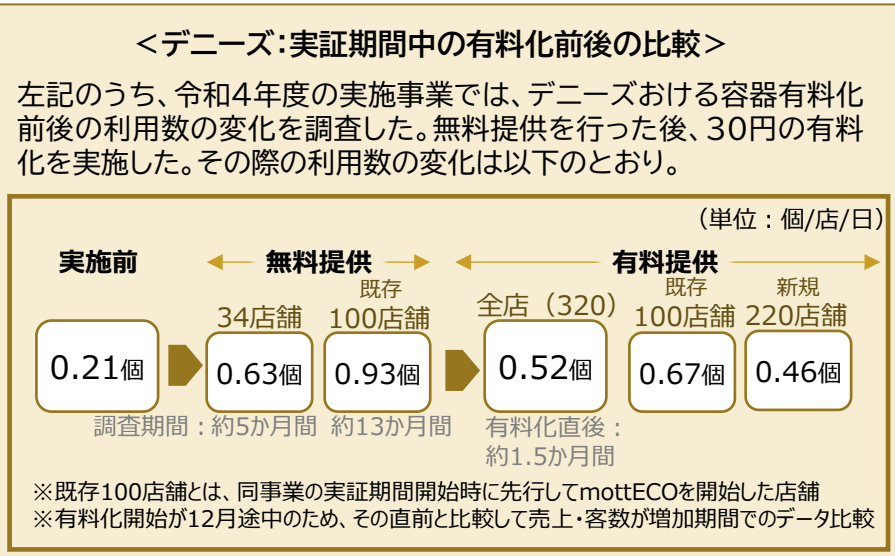 ＜デニーズ：実証期間中の有料化前後の比較＞
左記のうち、令和４年度の実施事業では、デニーズおける容器有料化
前後の利用数の変化を調査した。無料提供を行った後、３０円の有料
化を実施した。その際の利用数の変化は以下のとおり。
（単位：個/店/日）
実施前 無料提供 有料提供
34店舗 既存 100店舗 全店（320） 既存 100店舗 新規 220店舗
0.21個 0.63個 0.93個 0.52個 0.67個 0.46個
調査期間：約5か月間 約13か月間 有料化直後：
約1.5か月間
※既存100店舗とは、同事業の実証期間開始時に先行してmottECOを開始した店舗
※有料化開始が12月途中のため、その直前と比較して売上・客数が増加期間でのデータ比較